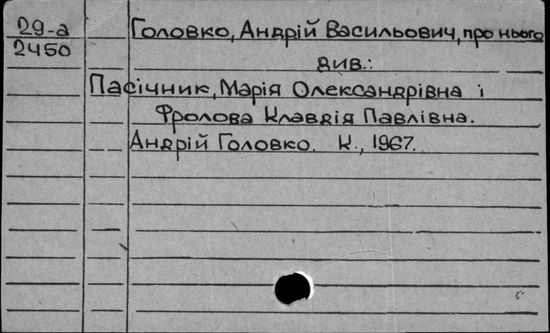 29-а Головко, Андрій Васильович, про нього
2450 див.:
Пасічник, Марія Олександрівна і
Фролова Клавдія Павлівна.
Андрій Головко. К., 1967.